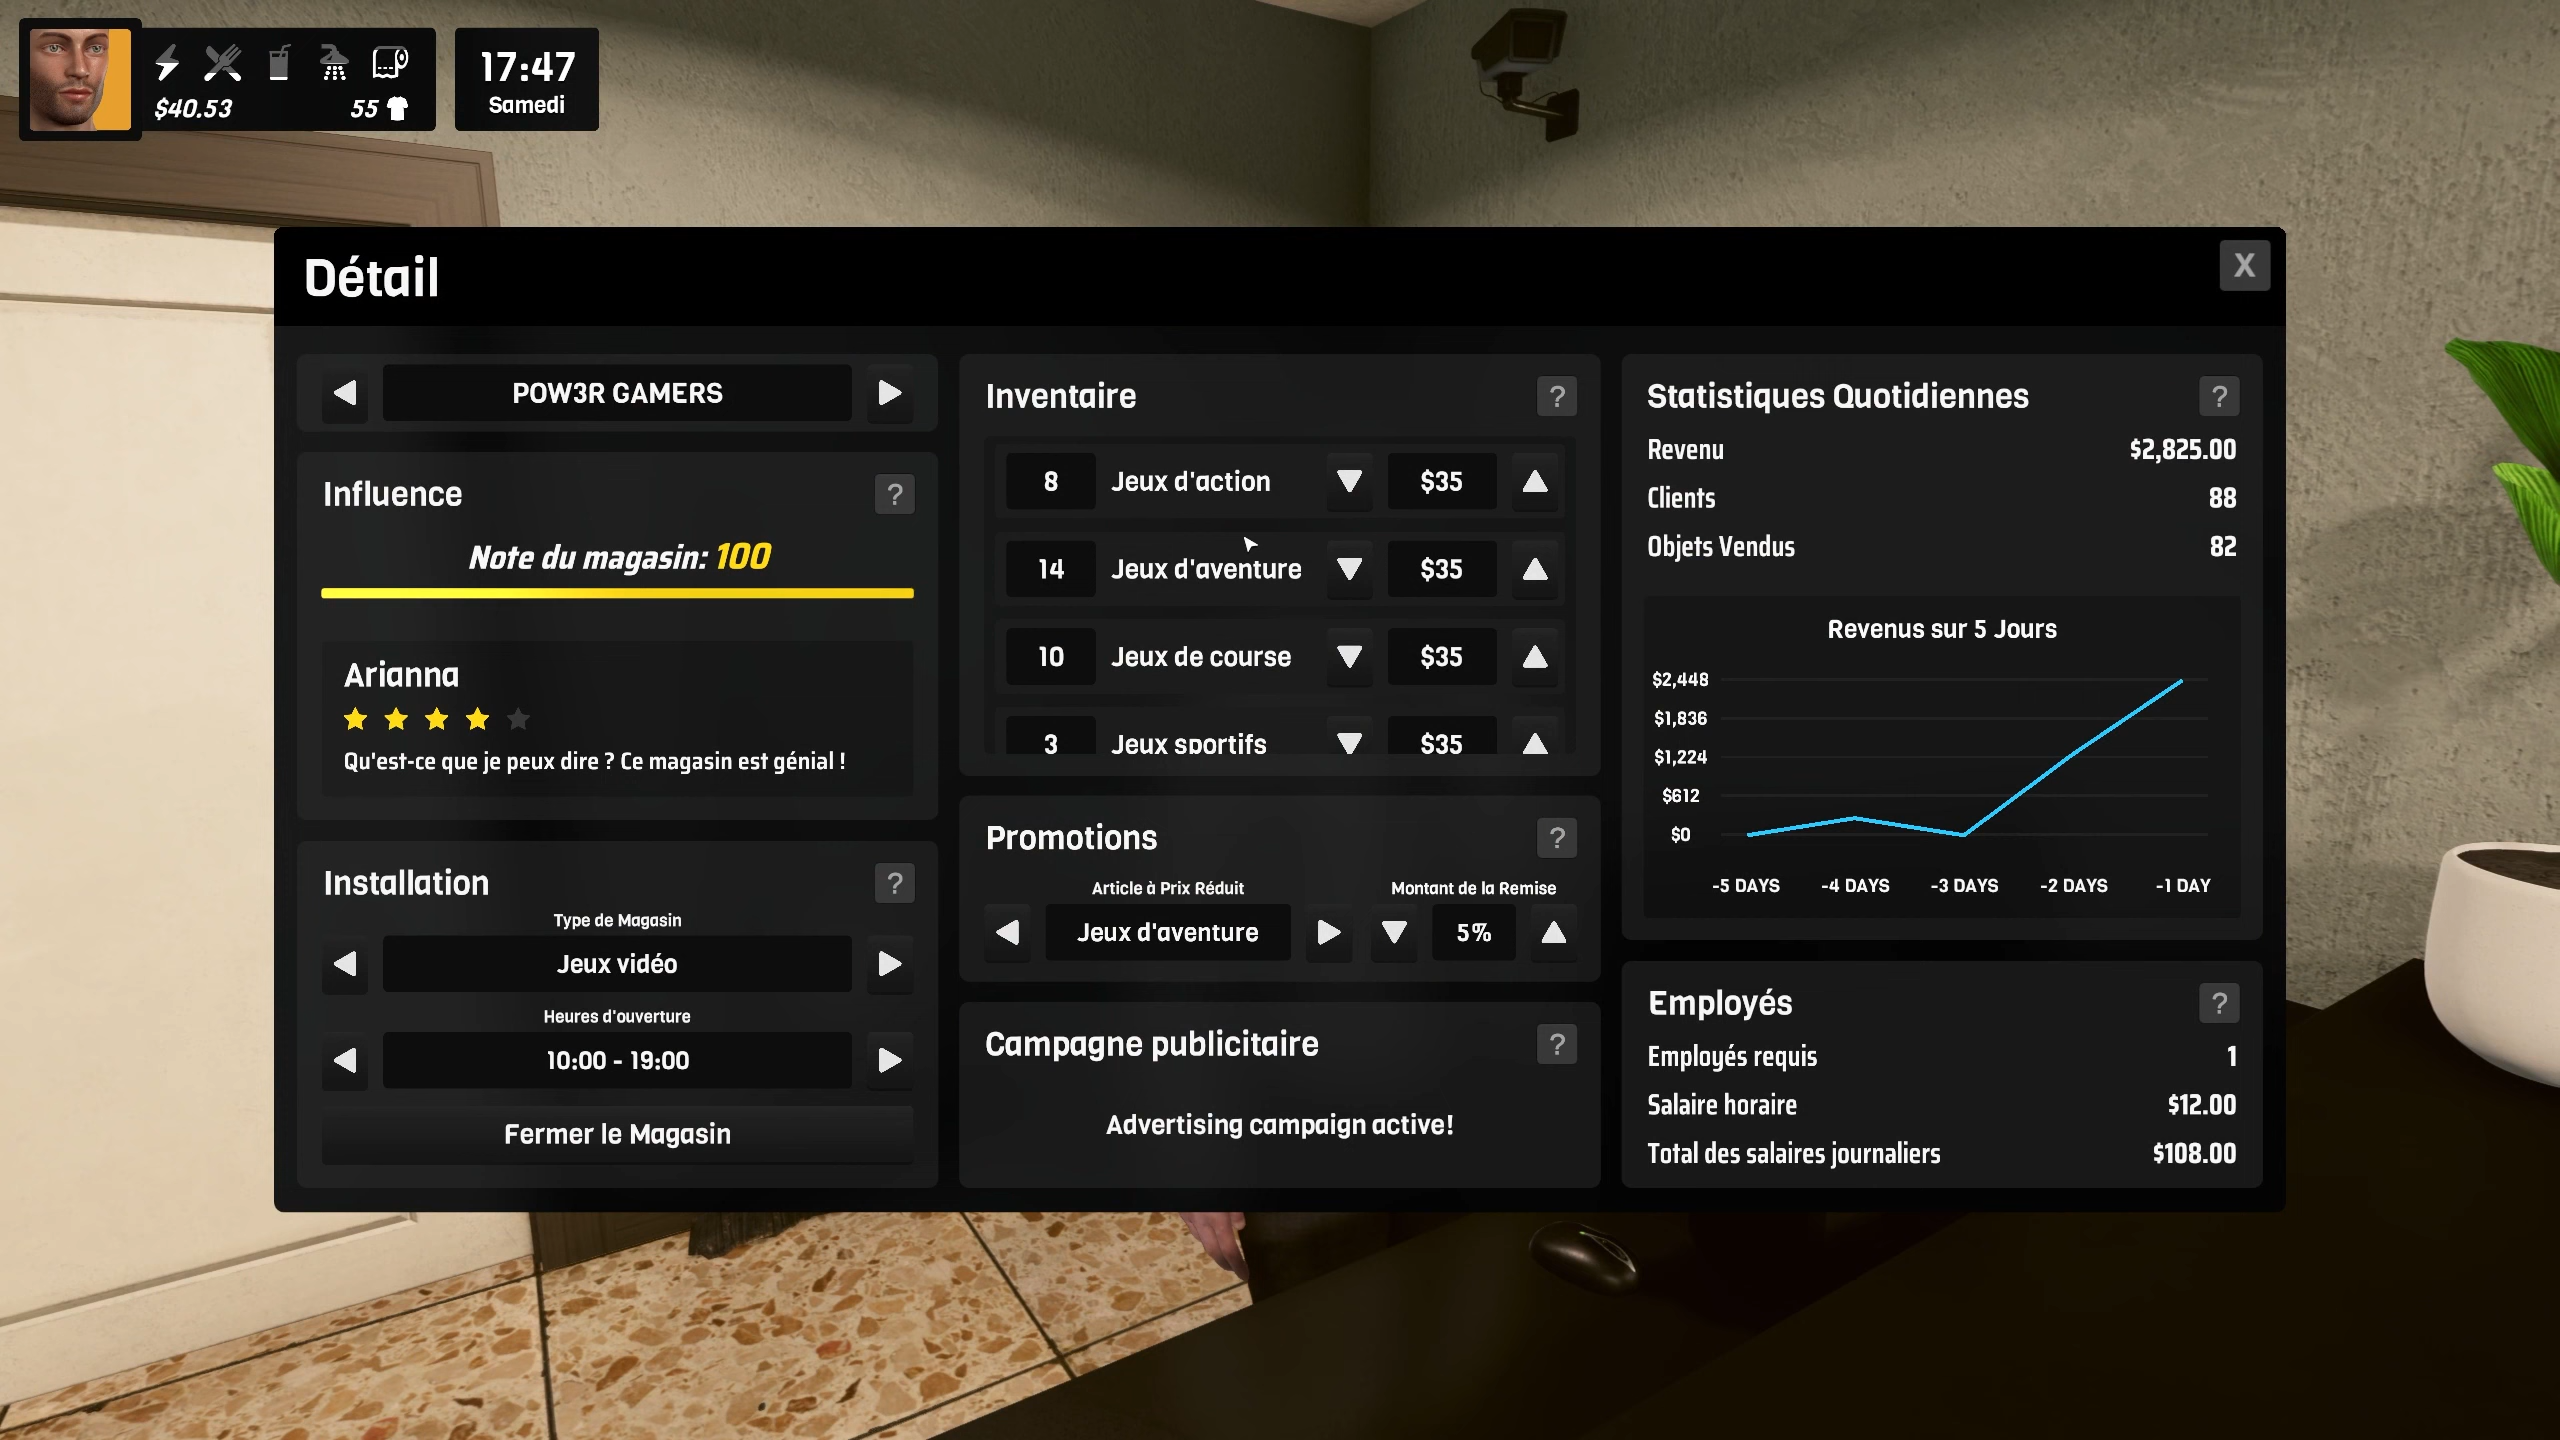 $40.53
55
17:47
Samedi
Détail
X
POW3R GAMERS
Influence
?
Note du magasin: 100
Arianna
Qu'est-ce que je peux dire ? Ce magasin est génial !
Installation
?
Type de Magasin
Jeux vidéo
Heures d'ouverture
10:00 - 19:00
Fermer le Magasin
Inventaire
?
8 Jeux d'action $35
14 Jeux d'aventure $35
10 Jeux de course $35
3 Jeux sportifs $35
Promotions
?
Article à Prix Réduit
Montant de la Remise
Jeux d'aventure
5%
Campagne publicitaire
?
Advertising campaign active!
Statistiques Quotidiennes
?
Revenu $2,825.00
Clients 88
Objets Vendus 82
Revenus sur 5 Jours
$2,448
$1,836
$1,224
$612
$0
-5 DAYS -4 DAYS -3 DAYS -2 DAYS -1 DAY
Employés
?
Employés requis 1
Salaire horaire $12.00
Total des salaires journaliers $108.00